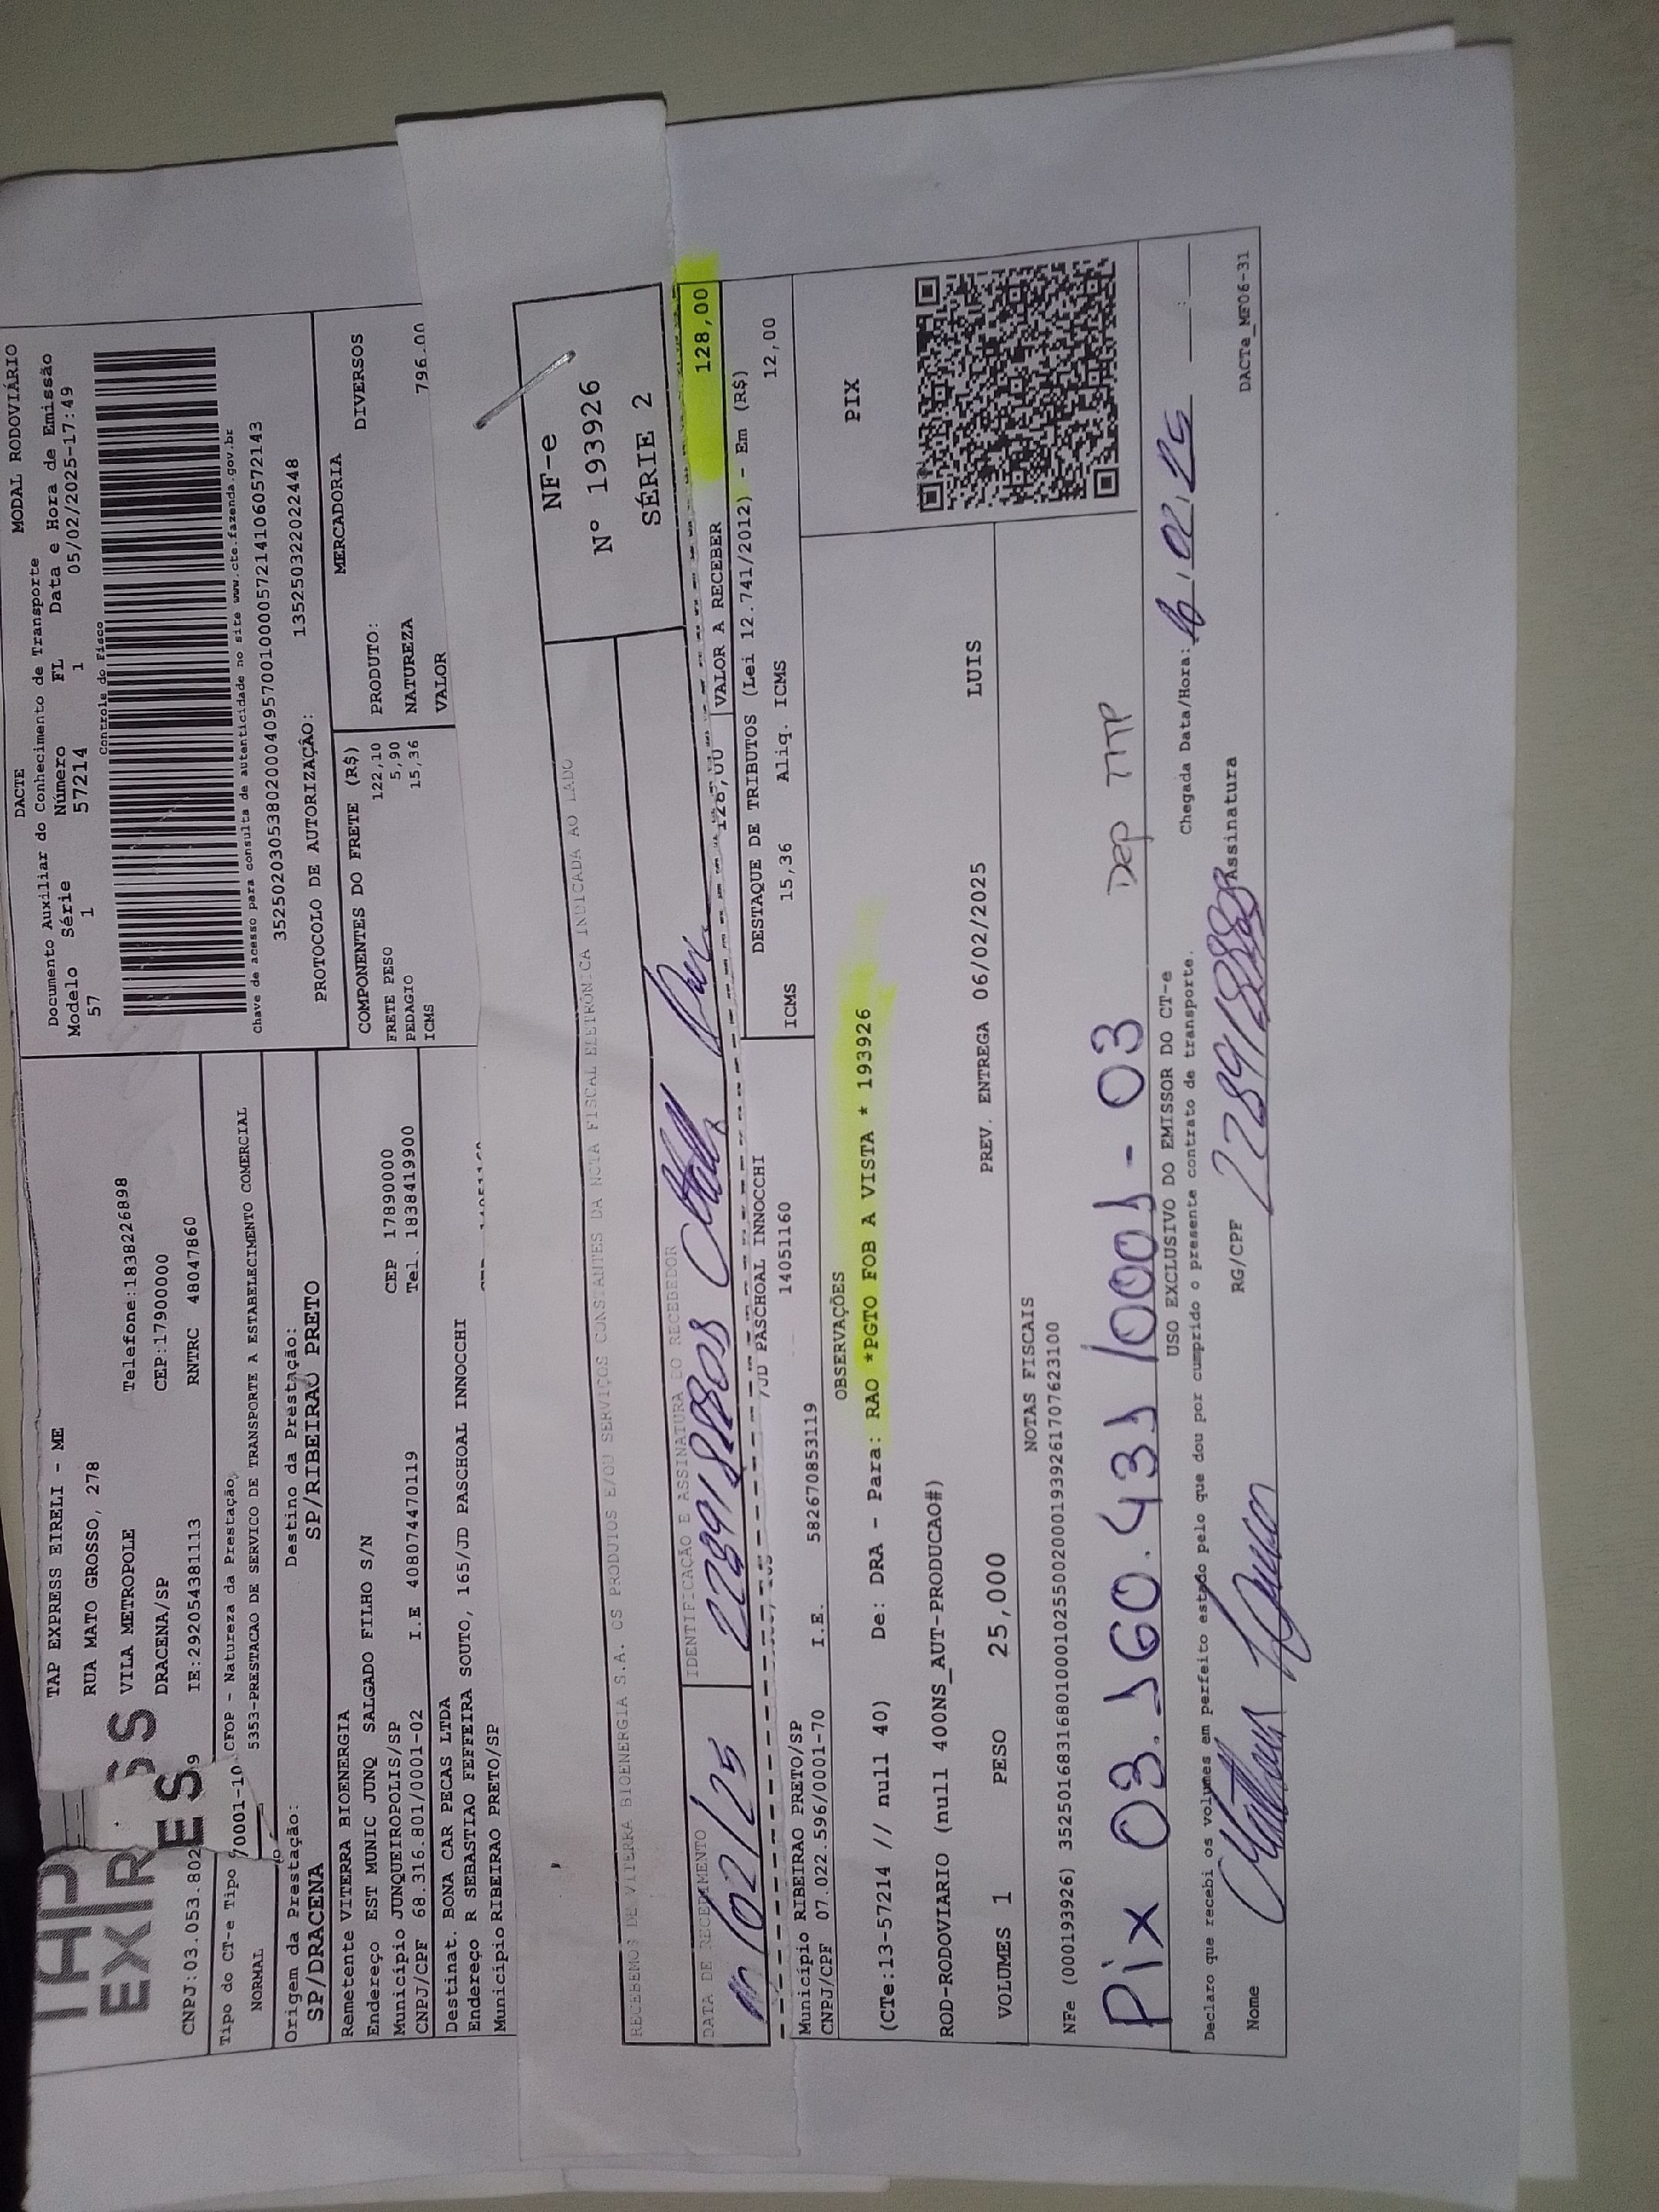 TAP
EXPRESS
ES
TAP EXPRESS EIRELI - ME
RUA MATO GROSSO, 278
VILA METROPOLE Telefone:1838226898
DRACENA/SP CEP:17900000
CNPJ:03.053.802/0001-10 IE:292054381113 RNTRC 48047860
DACTE MODAL RODOVIÁRIO
Documento Auxiliar do Conhecimento de Transporte
Modelo Série Número FL Data e Hora de Emissão
57 1 57214 1 05/02/2025-17:49
Controle do Fisco
Chave de acesso para consulta de autenticidade no site www.cte.fazenda.gov.br
35250203053802000409570010000572141060572143
PROTOCOLO DE AUTORIZAÇÃO: 135250322022448
Tipo do CT-e Tipo
NORMAL
CFOP - Natureza da Prestação
5353-PRESTACAO DE SERVICO DE TRANSPORTE A ESTABELECIMENTO COMERCIAL
Origem da Prestação: Destino da Prestação:
SP/DRACENA SP/RIBEIRAO PRETO
Remetente VITERRA BIOENERGIA
Endereço EST MUNIC JUNQ SALGADO FILHO S/N
Município JUNQUEIROPOLIS/SP CEP 17890000
CNPJ/CPF 68.316.801/0001-02 I.E 408074470119 Tel. 1838419900
Destinat. BONA CAR PECAS LTDA
Endereço R SEBASTIAO FEFFEIRA SOUTO, 165/JD PASCHOAL INNOCCHI
Município RIBEIRAO PRETO/SP
COMPONENTES DO FRETE (R$)
FRETE PESO 122,10
PEDAGIO 5,90
ICMS 15,36
MERCADORIA
PRODUTO: DIVERSOS
NATUREZA
VALOR 796.00
NF-e
Nº 193926
SÉRIE 2
RECEBEMOS DE VITERRA BIOENERGIA S.A. OS PRODUTOS E/OU SERVIÇOS CONSTANTES DA NOTA FISCAL ELETRÔNICA INDICADA AO LADO
DATA DE RECEBIMENTO IDENTIFICAÇÃO E ASSINATURA DO RECEBEDOR
/02/25
128,00 VALOR A RECEBER 128,00
/JD PASCHOAL INNOCCHI
DESTAQUE DE TRIBUTOS (Lei 12.741/2012) - Em (R$)
Município RIBEIRAO PRETO/SP 14051160
CNPJ/CPF 07.022.596/0001-70 I.E. 582670853119
ICMS 15,36 Aliq. ICMS 12,00
OBSERVAÇÕES
PIX
(CTe:13-57214 // null 40) De: DRA - Para: RAO *PGTO FOB A VISTA * 193926
ROD-RODOVIARIO (null 400NS_AUT-PRODUCAO#)
VOLUMES 1 PESO 25,000 PREV. ENTREGA 06/02/2025 LUIS
NOTAS FISCAIS
NFe (000193926) 35250168316801000102550020001939261707623100
Pix 03.560.431/0001-03 Dep TTP
USO EXCLUSIVO DO EMISSOR DO CT-e
Declaro que recebi os volumes em perfeito estado pelo que dou por cumprido o presente contrato de transporte. Chegada Data/Hora: 02,25
Nome RG/CPF Assinatura
DACTe_MF06-31